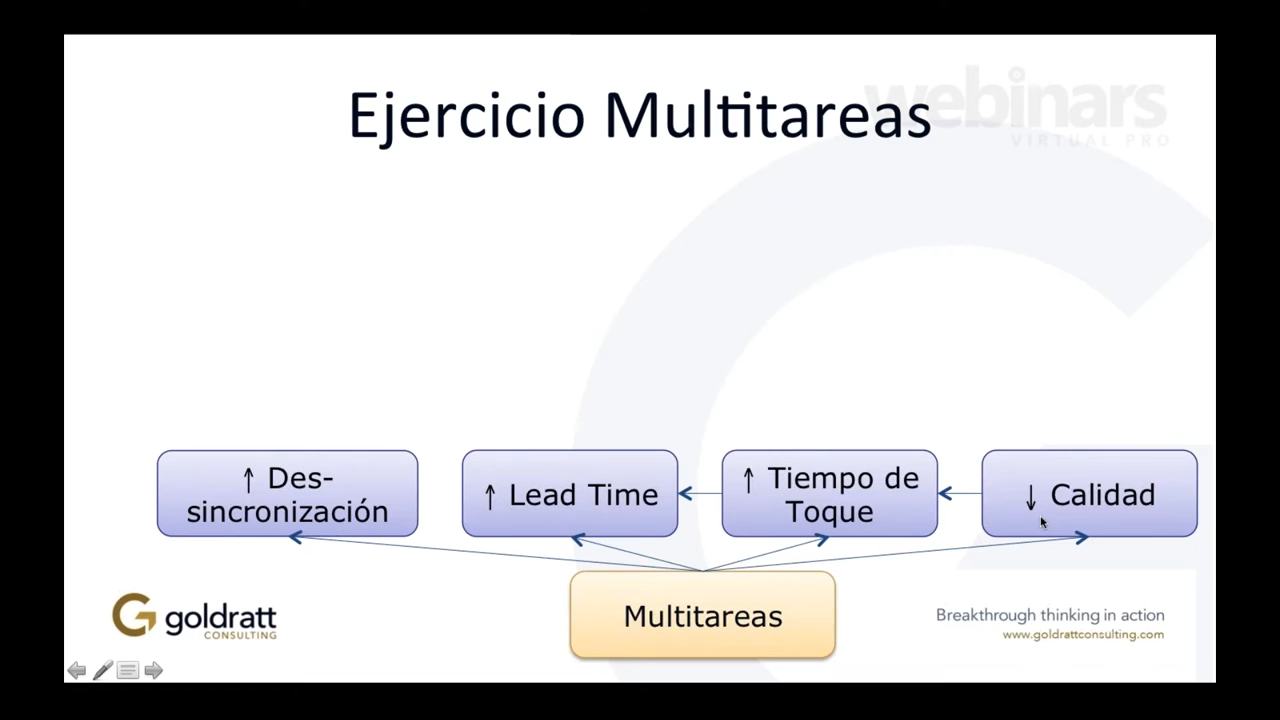 webinars
VIRTUAL PRO
Ejercicio Multitareas
↑ Des-
sincronización
↑ Lead Time
↑ Tiempo de
Toque
↓ Calidad
Multitareas
goldratt
CONSULTING
Breakthrough thinking in action
www.goldrattconsulting.com